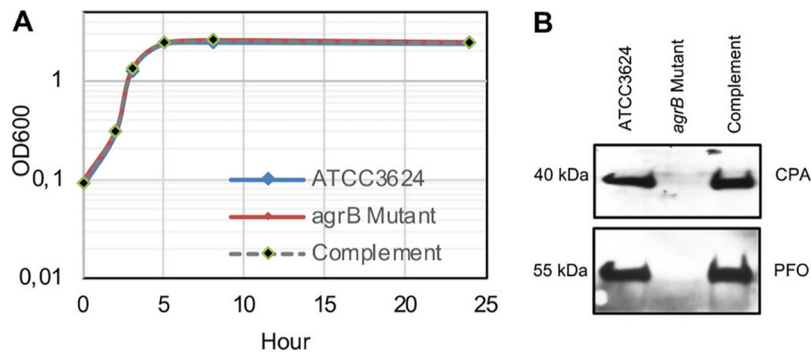 A
OD600
1
0,1
0,01
0
5
10
15
20
25
Hour
ATCC3624
agrB Mutant
Complement
B
ATCC3624
agrB Mutant
Complement
40 kDa
CPA
55 kDa
PFO